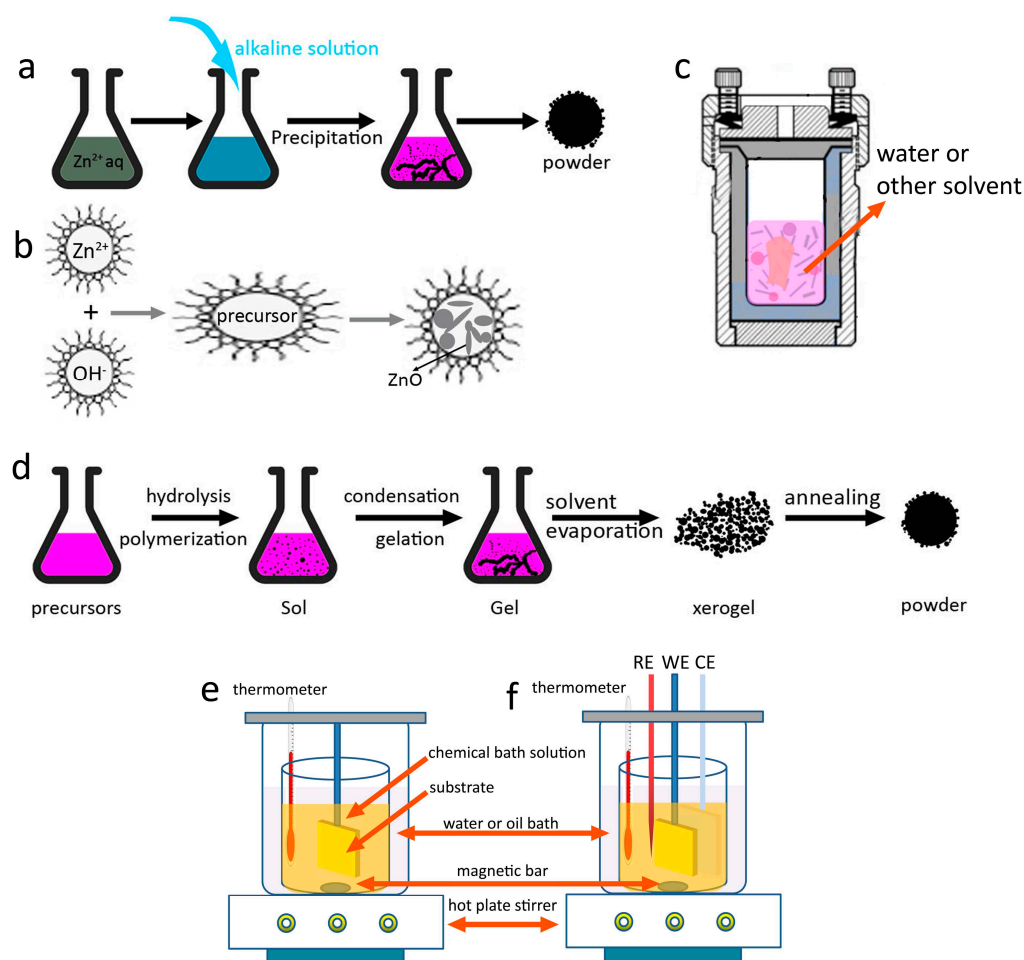 a
alkaline solution
Zn²⁺ aq
Precipitation
powder
b
Zn²⁺
+
OH⁻
precursor
ZnO
c
water or
other solvent
d
hydrolysis
polymerization
condensation
gelation
solvent
evaporation
annealing
precursors
Sol
Gel
xerogel
powder
e
thermometer
chemical bath solution
substrate
water or oil bath
magnetic bar
hot plate stirrer
f
thermometer
RE WE CE